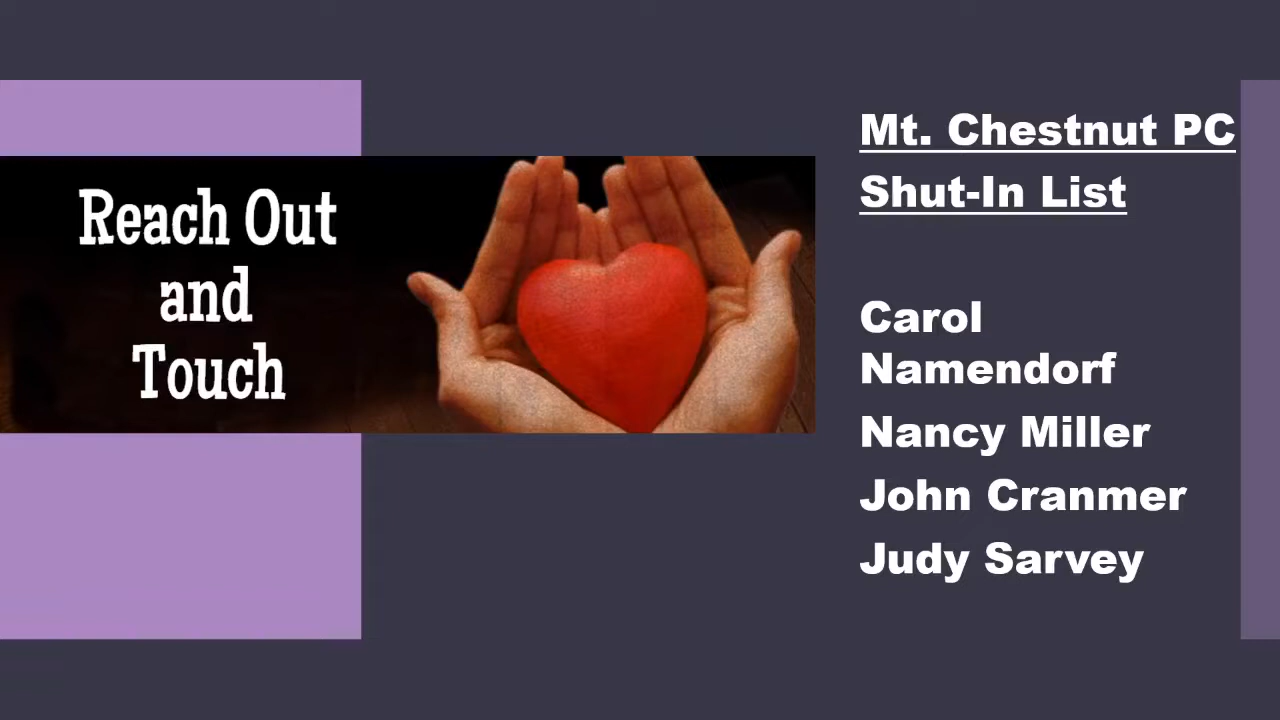 Reach Out
and
Touch
Mt. Chestnut PC
Shut-In List
Carol
Namendorf
Nancy Miller
John Cranmer
Judy Sarvey